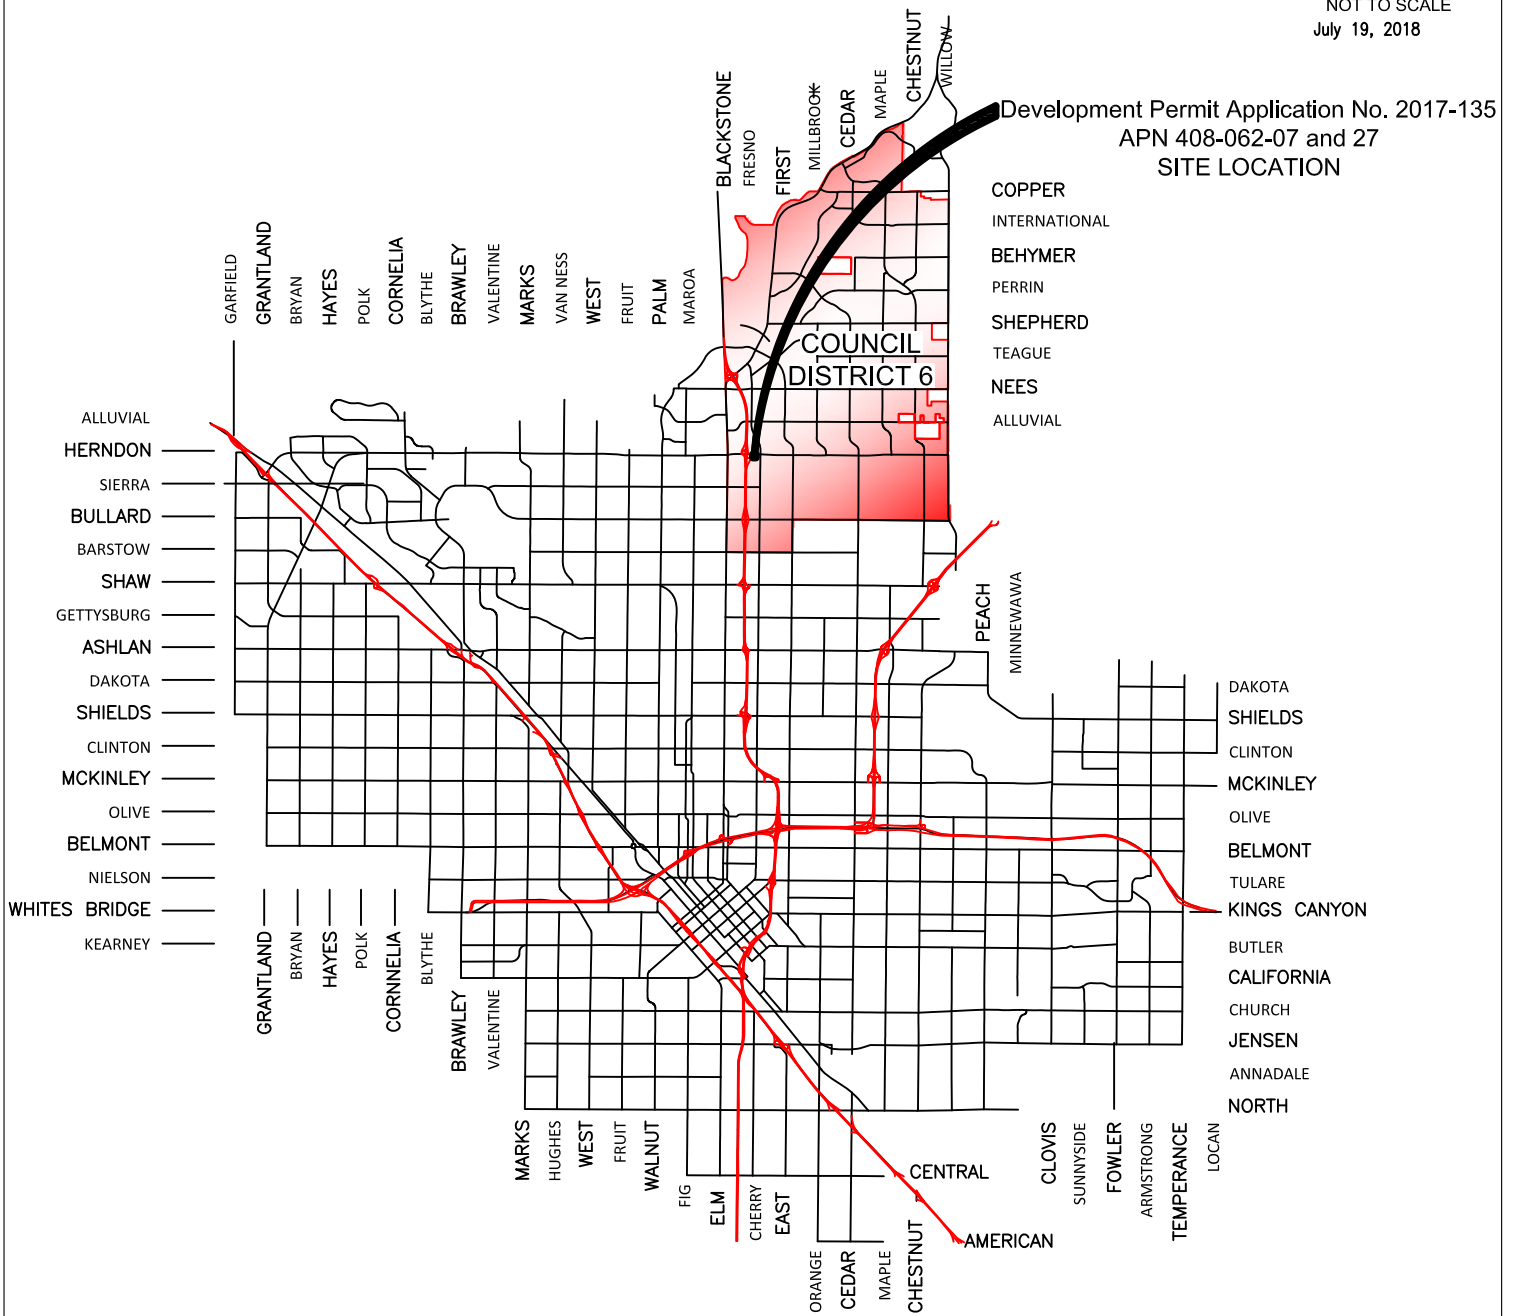 NOT TO SCALE
July 19, 2018
Development Permit Application No. 2017-135
APN 408-062-07 and 27
SITE LOCATION
BLACKSTONE
FRESNO
FIRST
MILLBROOK
CEDAR
MAPLE
CHESTNUT
WILLOW
COPPER
INTERNATIONAL
BEHYMER
PERRIN
SHEPHERD
TEAGUE
NEES
ALLUVIAL
GARFIELD
GRANTLAND
BRYAN
HAYES
POLK
CORNELIA
BLYTHE
BRAWLEY
VALENTINE
MARKS
VAN NESS
WEST
FRUIT
PALM
MAROA
COUNCIL
DISTRICT 6
ALLUVIAL
HERNDON
SIERRA
BULLARD
BARSTOW
SHAW
GETTYSBURG
ASHLAN
DAKOTA
SHIELDS
CLINTON
MCKINLEY
OLIVE
BELMONT
NIELSON
WHITES BRIDGE
KEARNEY
PEACH
MINNEWAWA
DAKOTA
SHIELDS
CLINTON
MCKINLEY
OLIVE
BELMONT
TULARE
KINGS CANYON
BUTLER
CALIFORNIA
CHURCH
JENSEN
ANNADALE
NORTH
GRANTLAND
BRYAN
HAYES
POLK
CORNNELIA
BLYTHE
BRAWLEY
VALENTINE
MARKS
HUGHES
WEST
FRUIT
WALNUT
FIG
ELM
CHERRY
EAST
ORANGE
CEDAR
MAPLE
CHESTNUT
CENTRAL
AMERICAN
CLOVIS
SUNNYSIDE
FOWLER
ARMSTRONG
TEMPERANCE
LOCAN